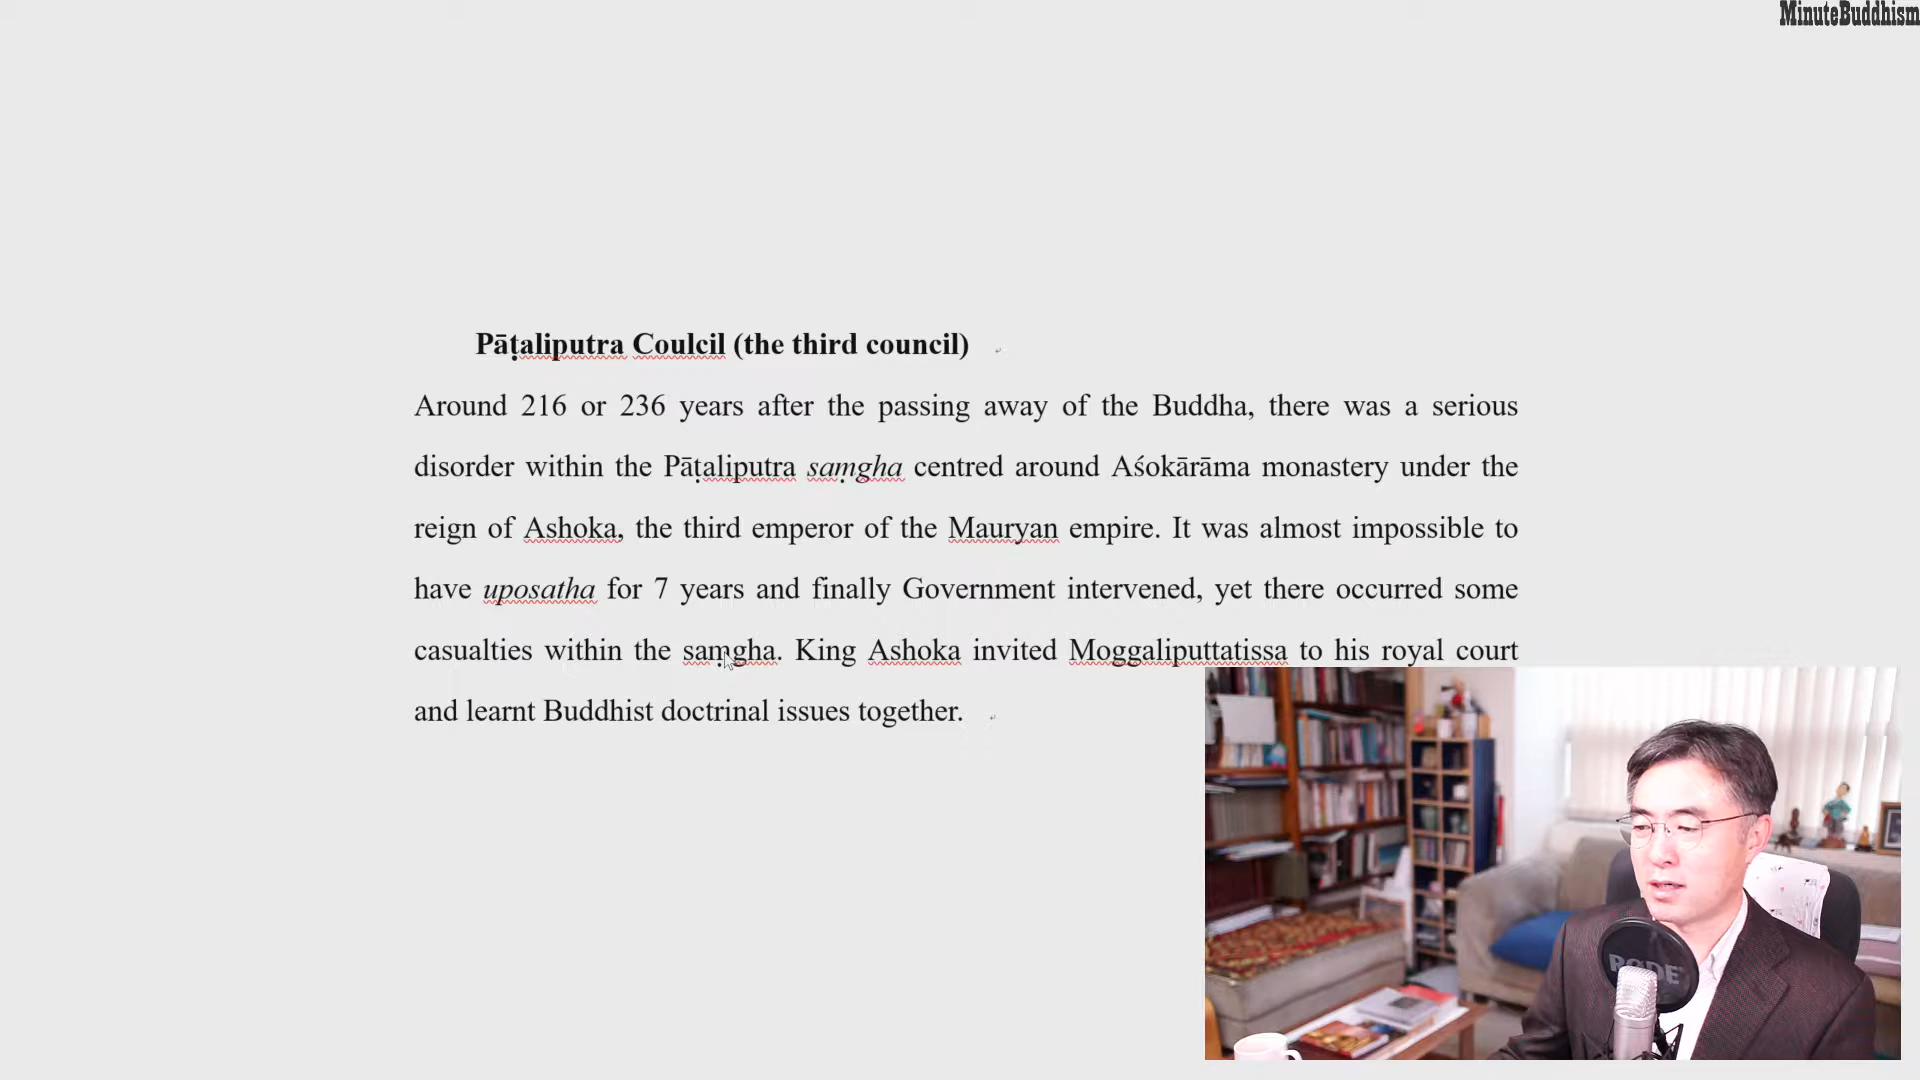 MinuteBuddhism
Pāṭaliputra Coulcil (the third council)
Around 216 or 236 years after the passing away of the Buddha, there was a serious
disorder within the Pāṭaliputra saṃgha centred around Aśokārāma monastery under the
reign of Ashoka, the third emperor of the Mauryan empire. It was almost impossible to
have uposatha for 7 years and finally Government intervened, yet there occurred some
casualties within the saṃgha. King Ashoka invited Moggaliputtatissa to his royal court
and learnt Buddhist doctrinal issues together.
RØDE